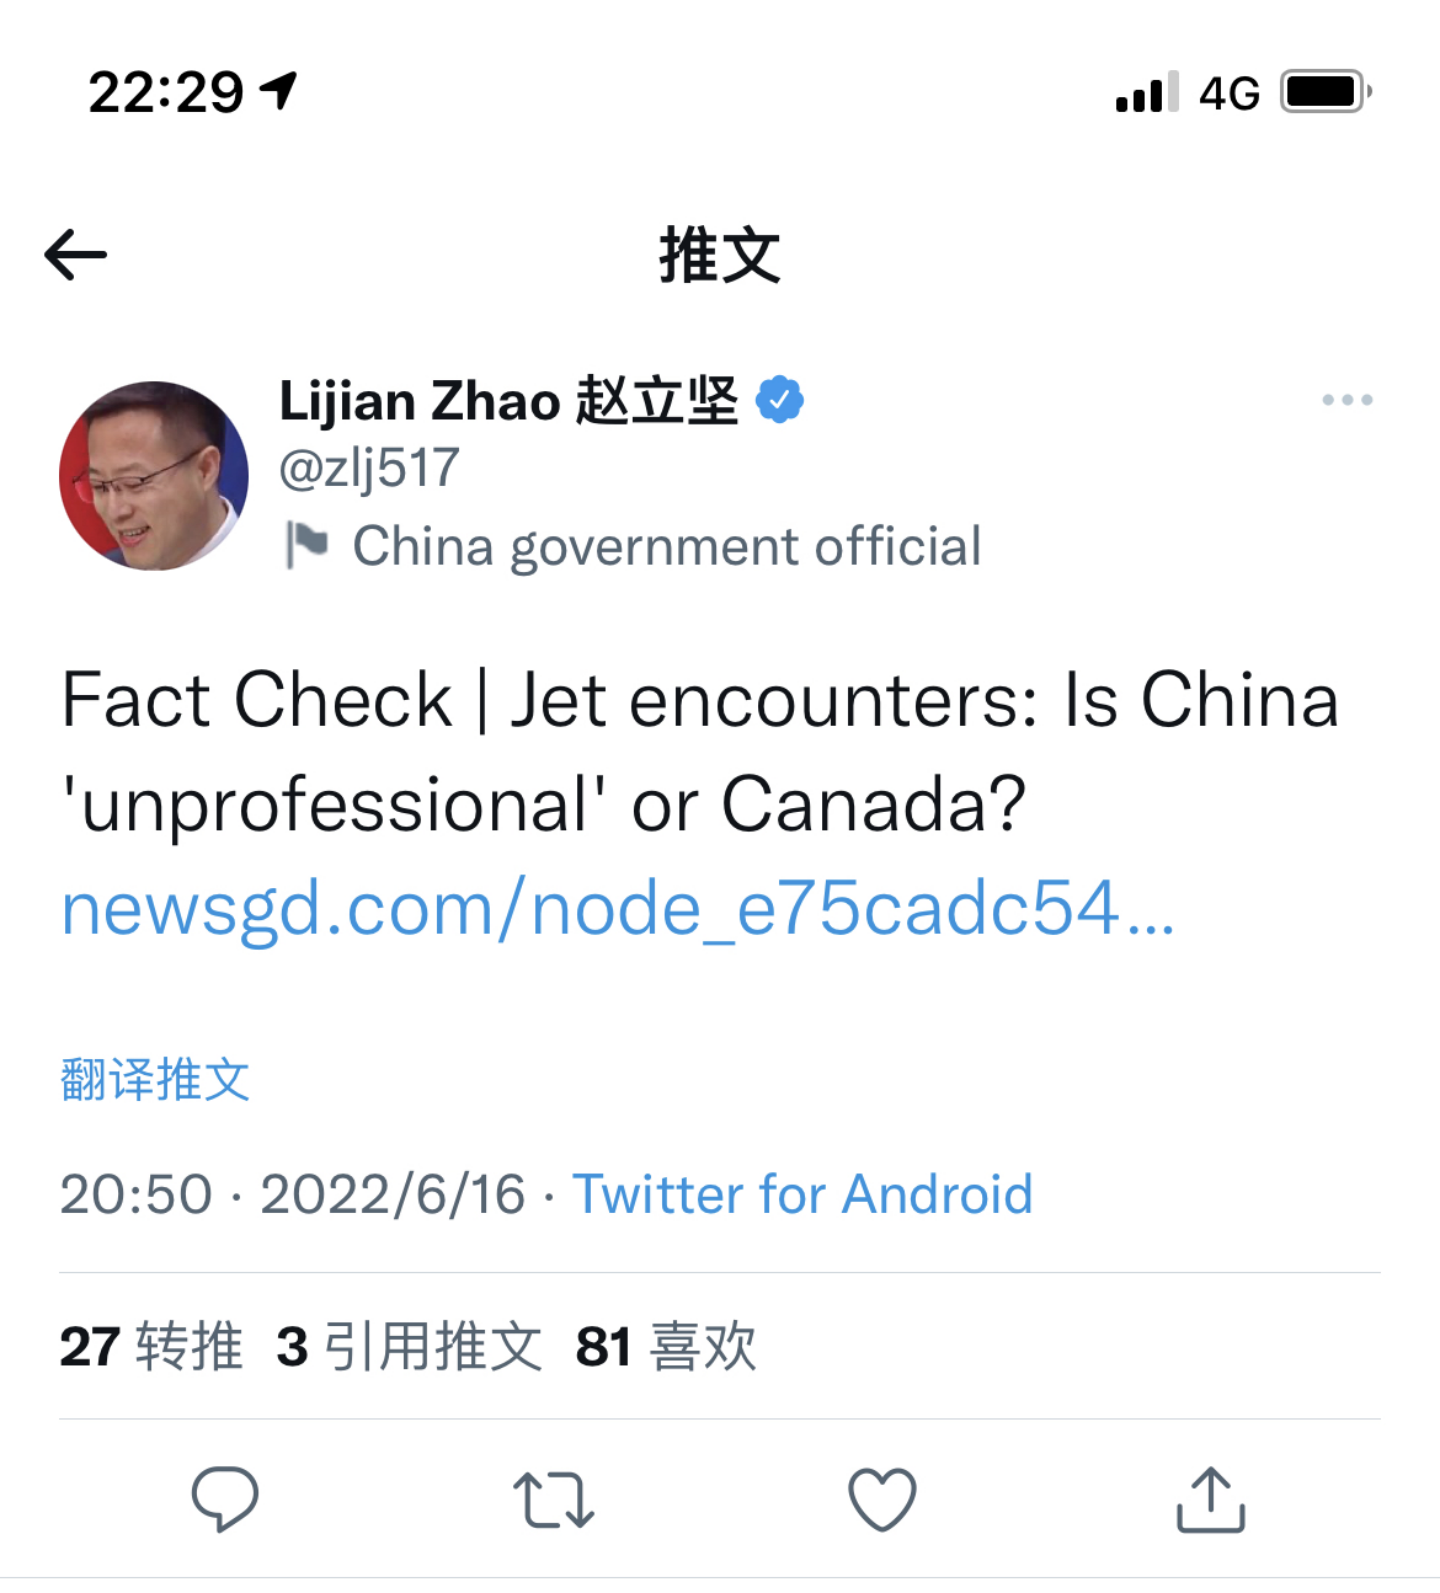 22:29
4G
推文
Lijian Zhao 赵立坚
@zlj517
China government official
Fact Check | Jet encounters: Is China
'unprofessional' or Canada?
newsgd.com/node_e75cadc54...
翻译推文
20:50 · 2022/6/16 · Twitter for Android
27 转推 3 引用推文 81 喜欢